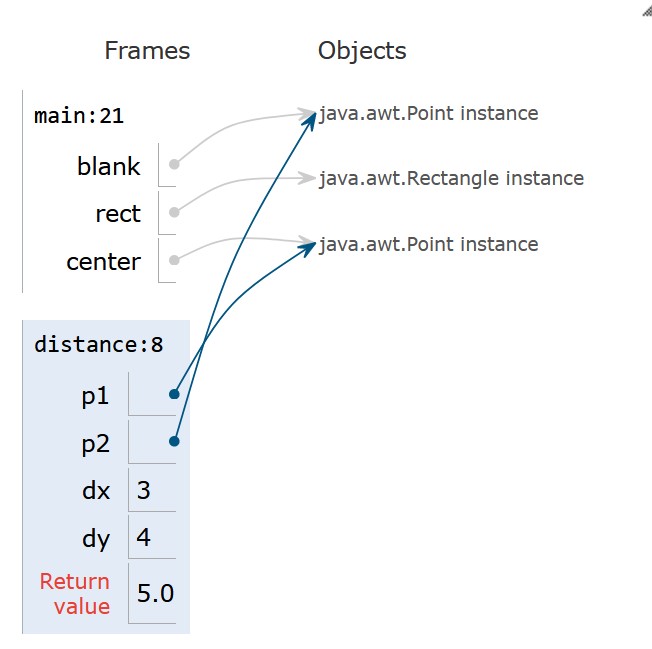 Frames Objects
main:21
java.awt.Point instance
blank
java.awt.Rectangle instance
rect
java.awt.Point instance
center
distance:8
p1
p2
dx 3
dy 4
Return
value
5.0